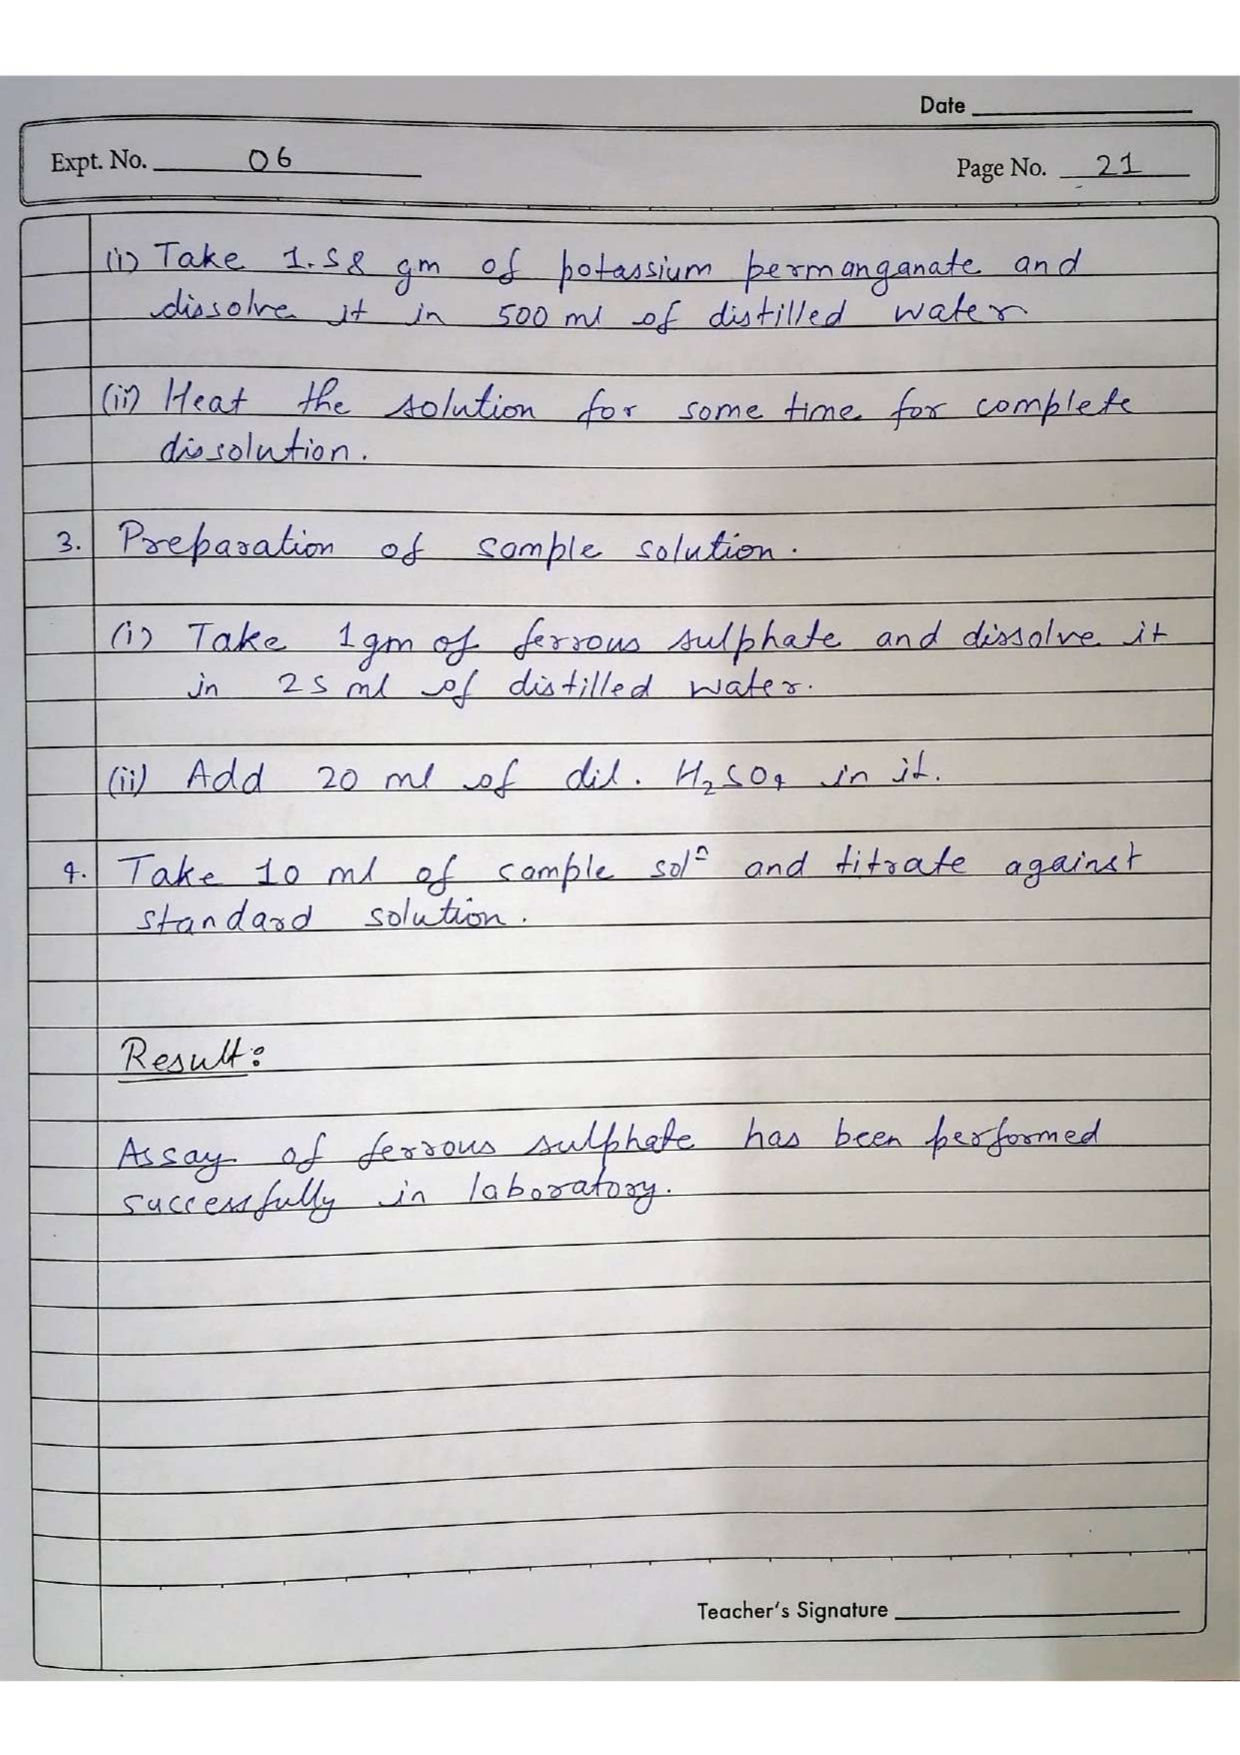 Date
Expt. No. 06
Page No. 21
(i) Take 1.58 gm of potassium permanganate and
dissolve it in 500 ml of distilled water
(ii) Heat the solution for some time for complete
dissolution.
3. Preparation of sample solution.
(i) Take 1gm of ferrous sulphate and dissolve it
in 25 ml of distilled water.
(ii) Add 20 ml of dil. H₂SO₄ in it.
4. Take 10 ml of sample solⁿ and titrate against
standard solution.
Result:
Assay of ferrous sulphate has been performed
successfully in laboratory.
Teacher's Signature